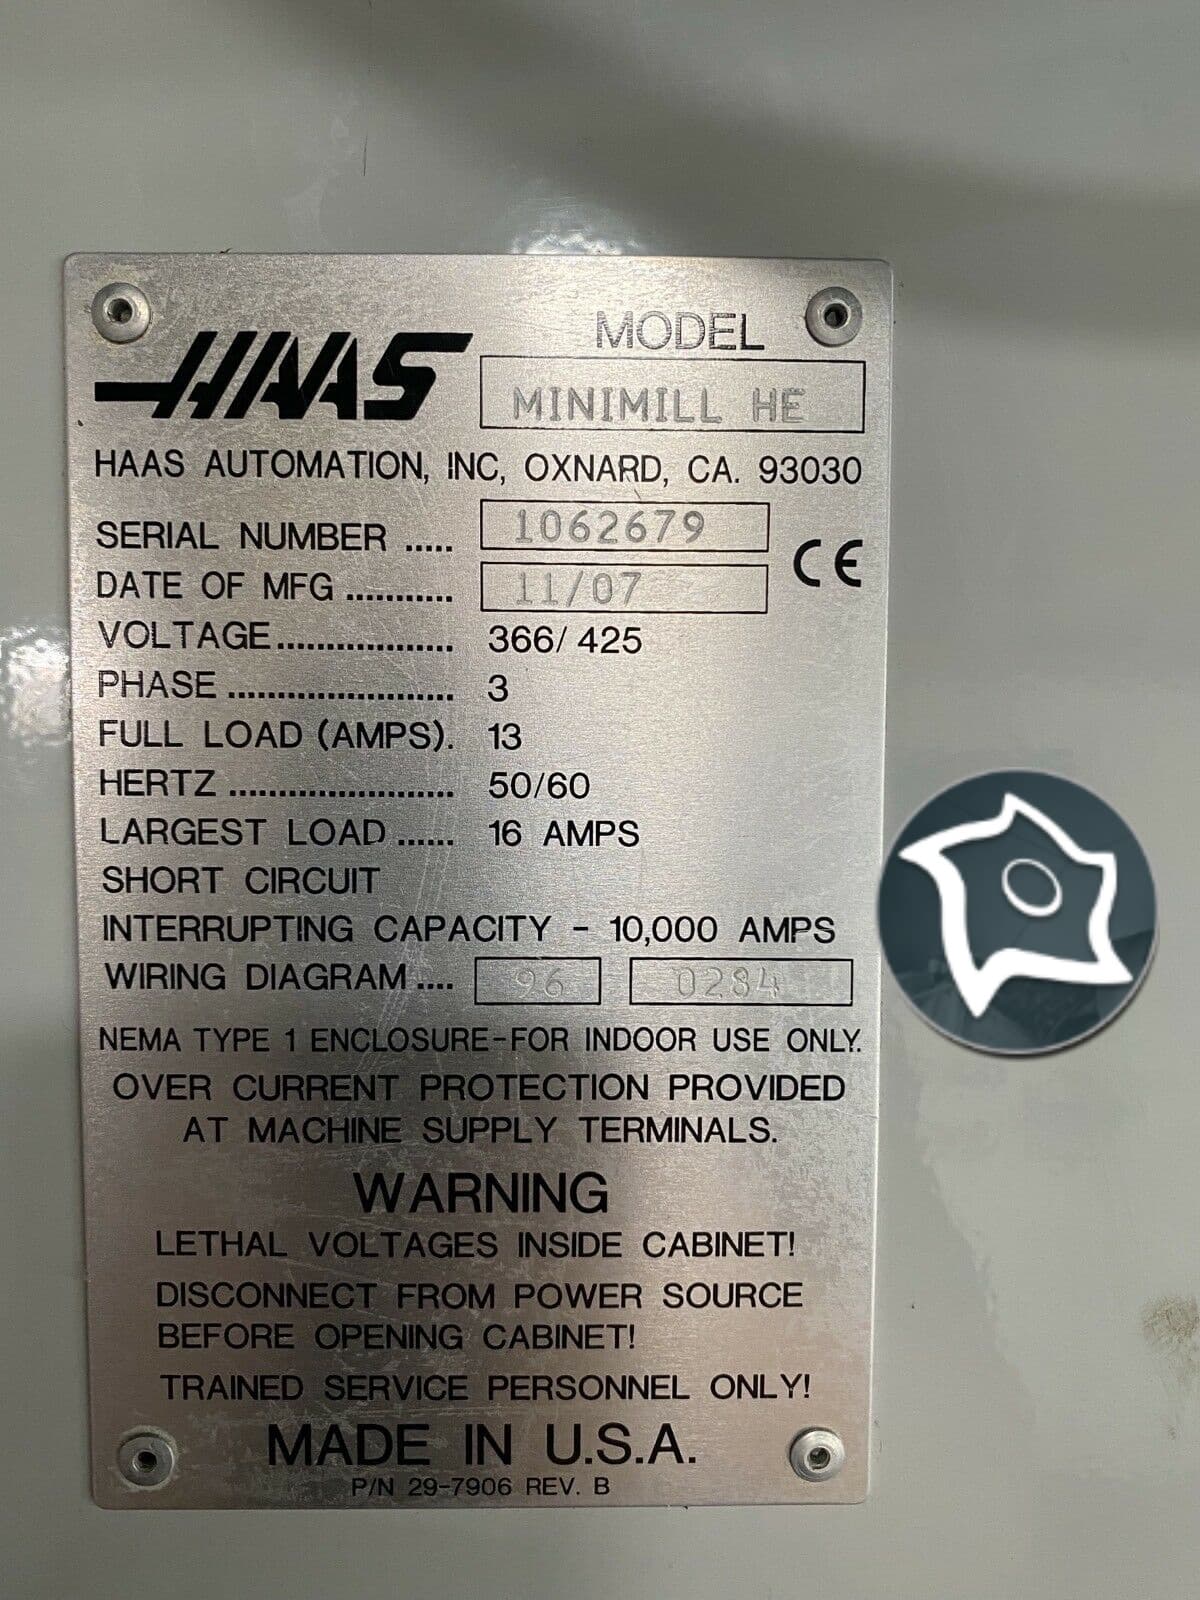 MODEL
HAAS MINIMILL HE
HAAS AUTOMATION, INC, OXNARD, CA. 93030
SERIAL NUMBER ..... 1062679
DATE OF MFG ........... 11/07 CE
VOLTAGE.................. 366/ 425
PHASE ....................... 3
FULL LOAD (AMPS). 13
HERTZ ....................... 50/60
LARGEST LOAD ...... 16 AMPS
SHORT CIRCUIT
INTERRUPTING CAPACITY - 10,000 AMPS
WIRING DIAGRAM .... 96 0284
NEMA TYPE 1 ENCLOSURE-FOR INDOOR USE ONLY.
OVER CURRENT PROTECTION PROVIDED
AT MACHINE SUPPLY TERMINALS.
WARNING
LETHAL VOLTAGES INSIDE CABINET!
DISCONNECT FROM POWER SOURCE
BEFORE OPENING CABINET!
TRAINED SERVICE PERSONNEL ONLY!
MADE IN U.S.A.
P/N 29-7906 REV. B